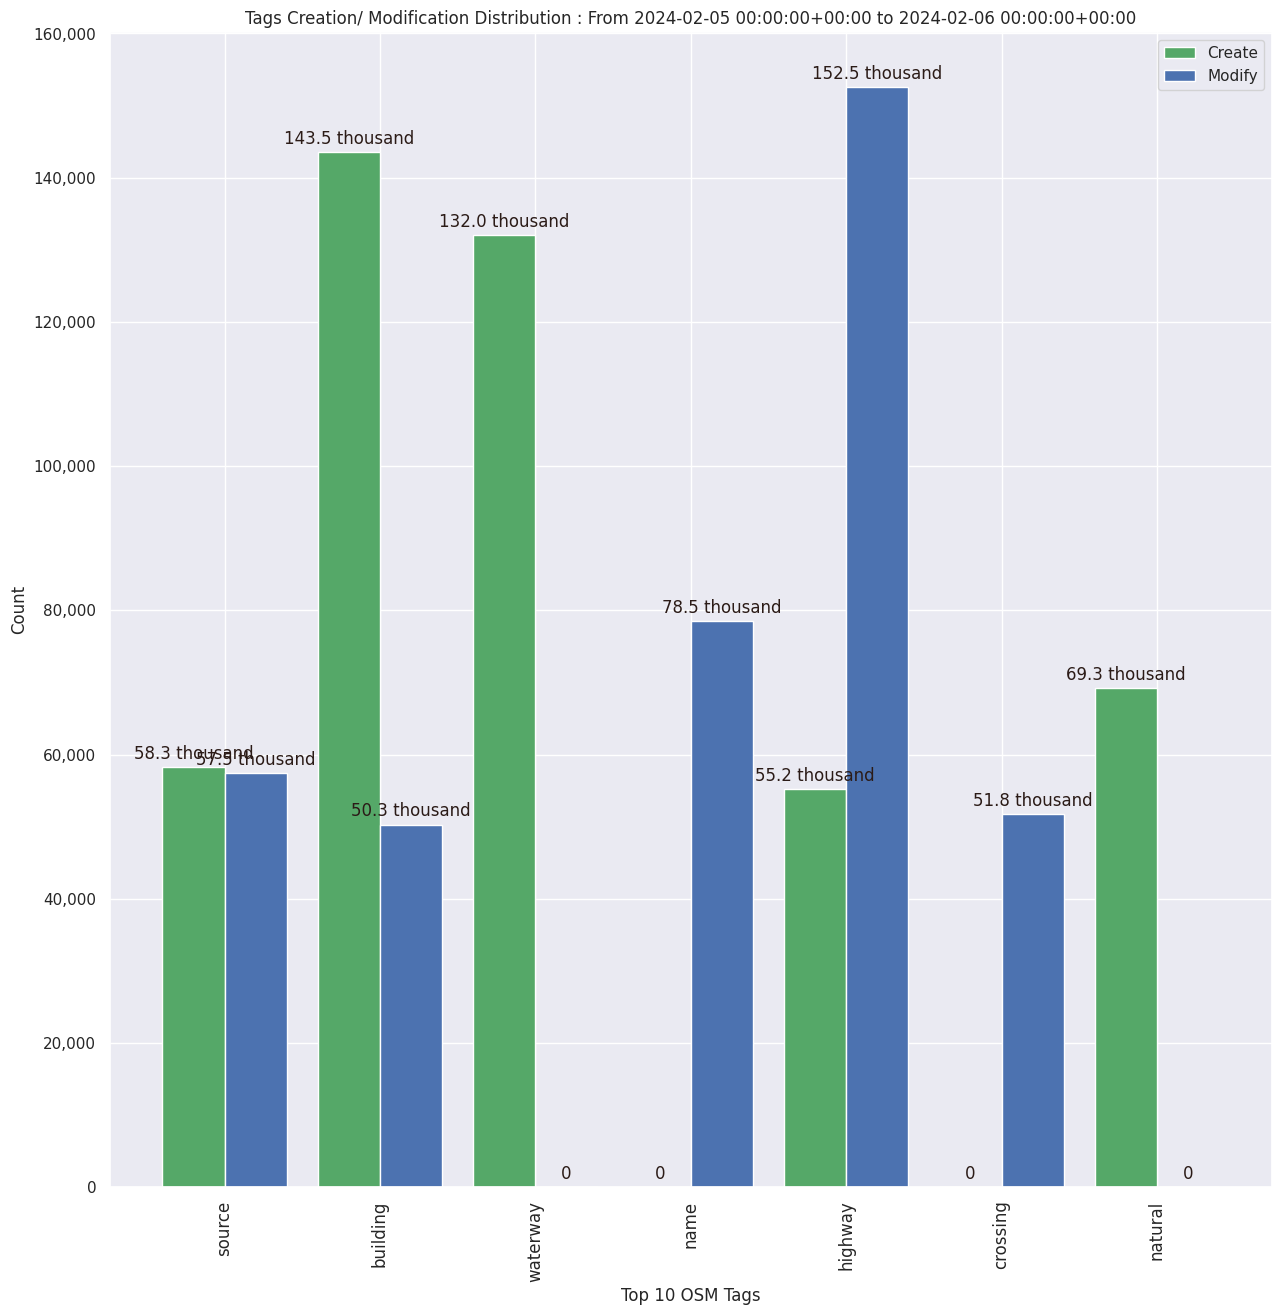 Tags Creation/ Modification Distribution : From 2024-02-05 00:00:00+00:00 to 2024-02-06 00:00:00+00:00
Create
Modify
160,000
140,000
120,000
100,000
80,000
60,000
40,000
20,000
0
Count
58.3 thousand
57.5 thousand
143.5 thousand
50.3 thousand
132.0 thousand
0
0
78.5 thousand
55.2 thousand
152.5 thousand
0
51.8 thousand
69.3 thousand
0
source
building
waterway
name
highway
crossing
natural
Top 10 OSM Tags